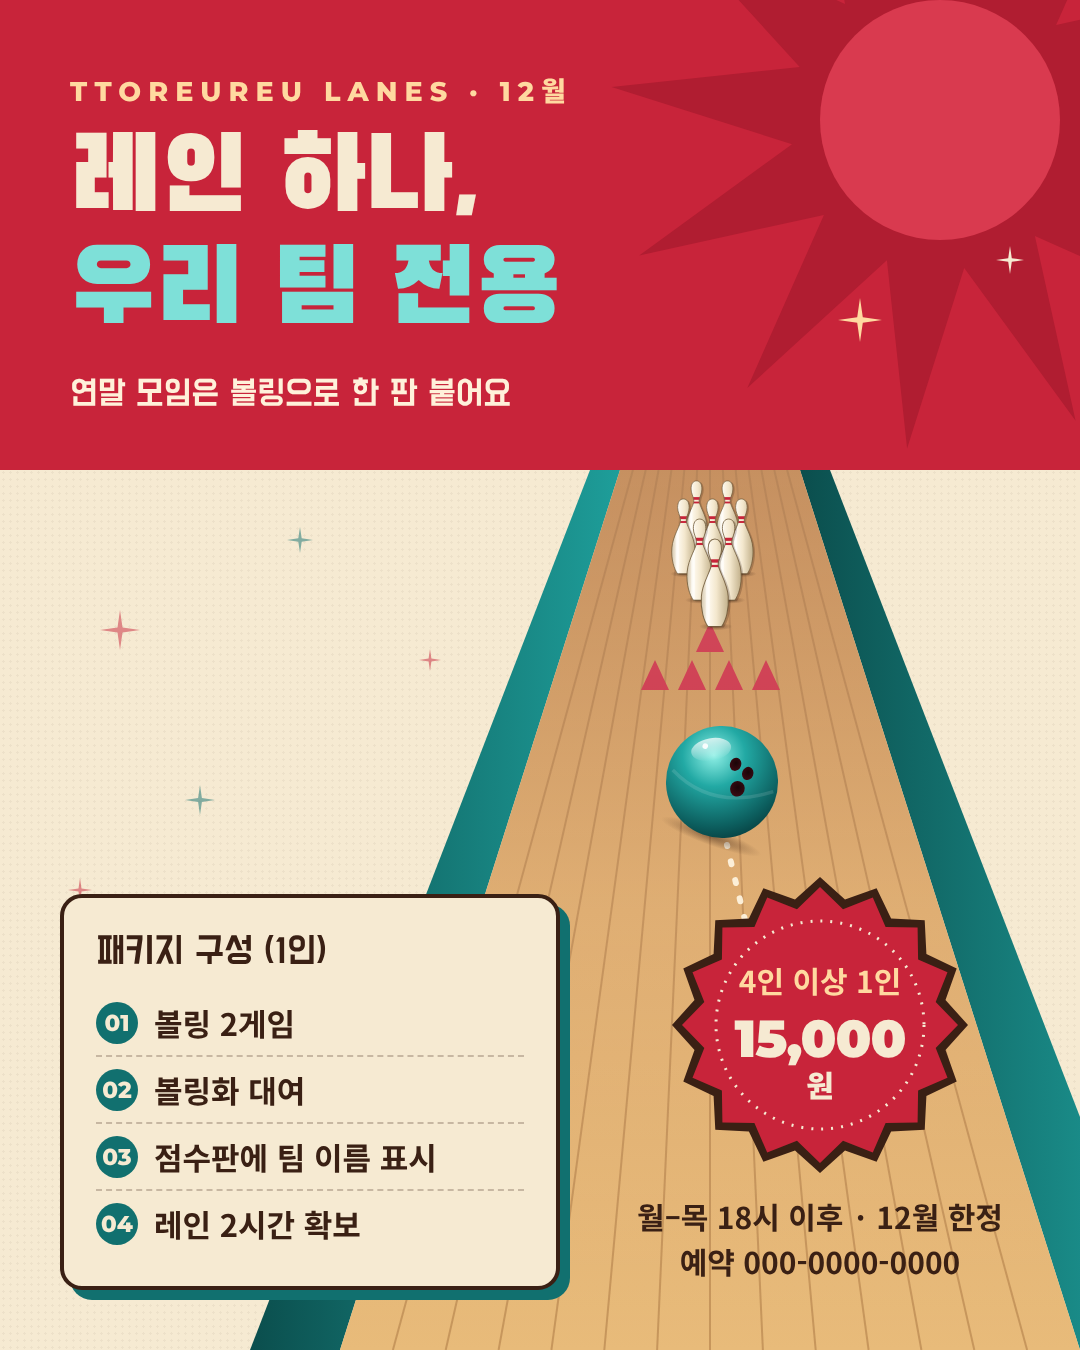 TTOREUREU LANES · 12월
레인 하나,
우리 팀 전용
연말 모임은 볼링으로 한 판 붙어요
패키지 구성 (1인)
01 볼링 2게임
02 볼링화 대여
03 점수판에 팀 이름 표시
04 레인 2시간 확보
4인 이상 1인
15,000
원
월–목 18시 이후 · 12월 한정
예약 000-0000-0000